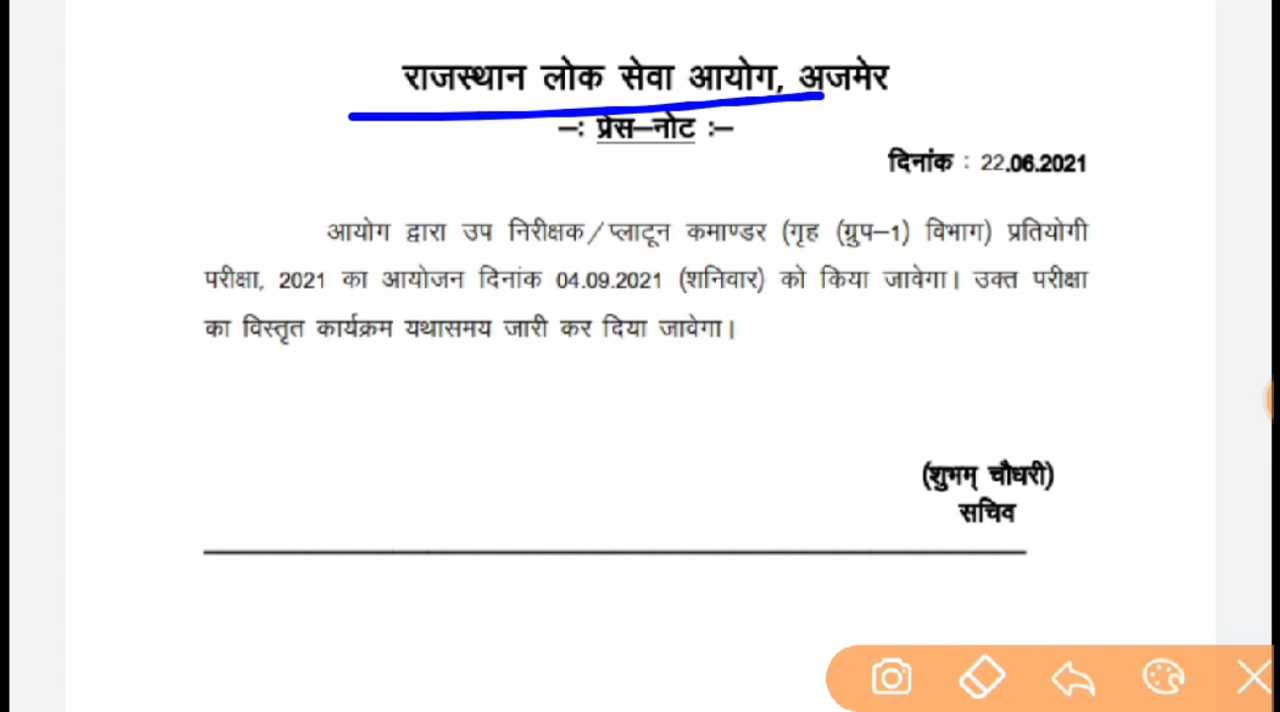 राजस्थान लोक सेवा आयोग, अजमेर
–: प्रेस–नोट :–
दिनांक : 22.06.2021
आयोग द्वारा उप निरीक्षक/प्लाटून कमाण्डर (गृह (ग्रुप–1) विभाग) प्रतियोगी
परीक्षा, 2021 का आयोजन दिनांक 04.09.2021 (शनिवार) को किया जावेगा। उक्त परीक्षा
का विस्तृत कार्यक्रम यथासमय जारी कर दिया जावेगा।
(शुभम् चौधरी)
सचिव